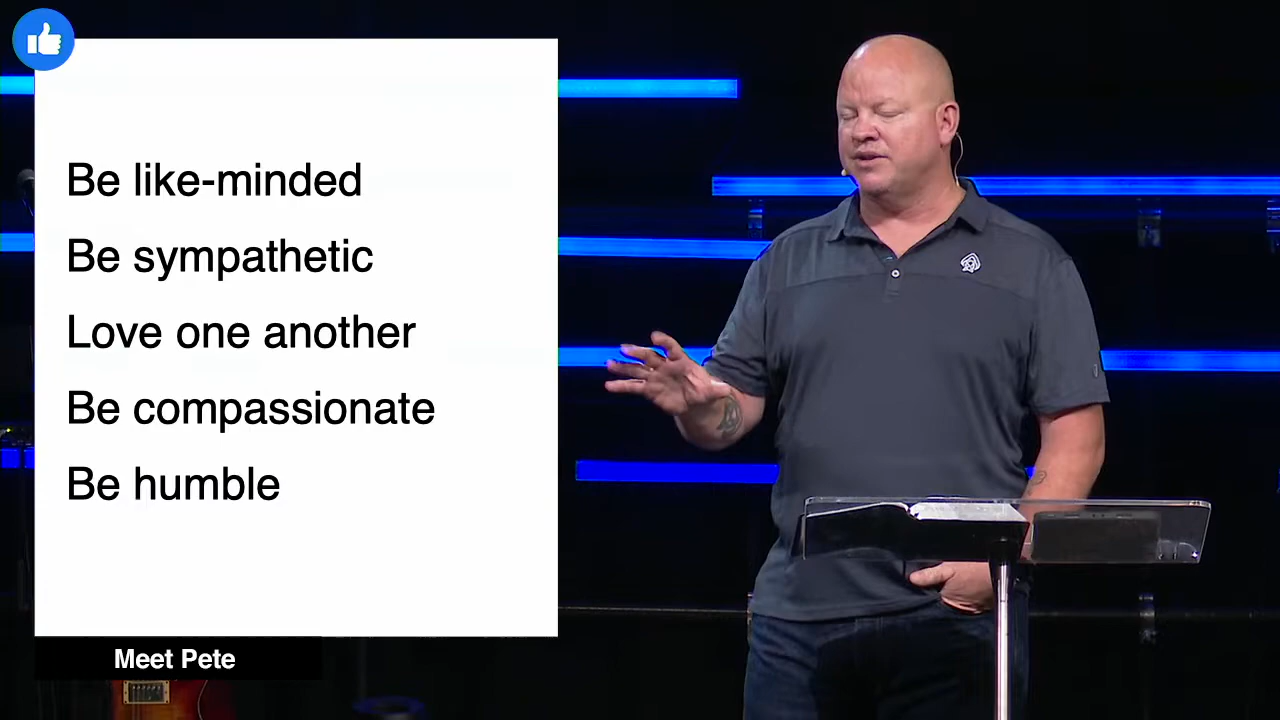 Be like-minded
Be sympathetic
Love one another
Be compassionate
Be humble
Meet Pete